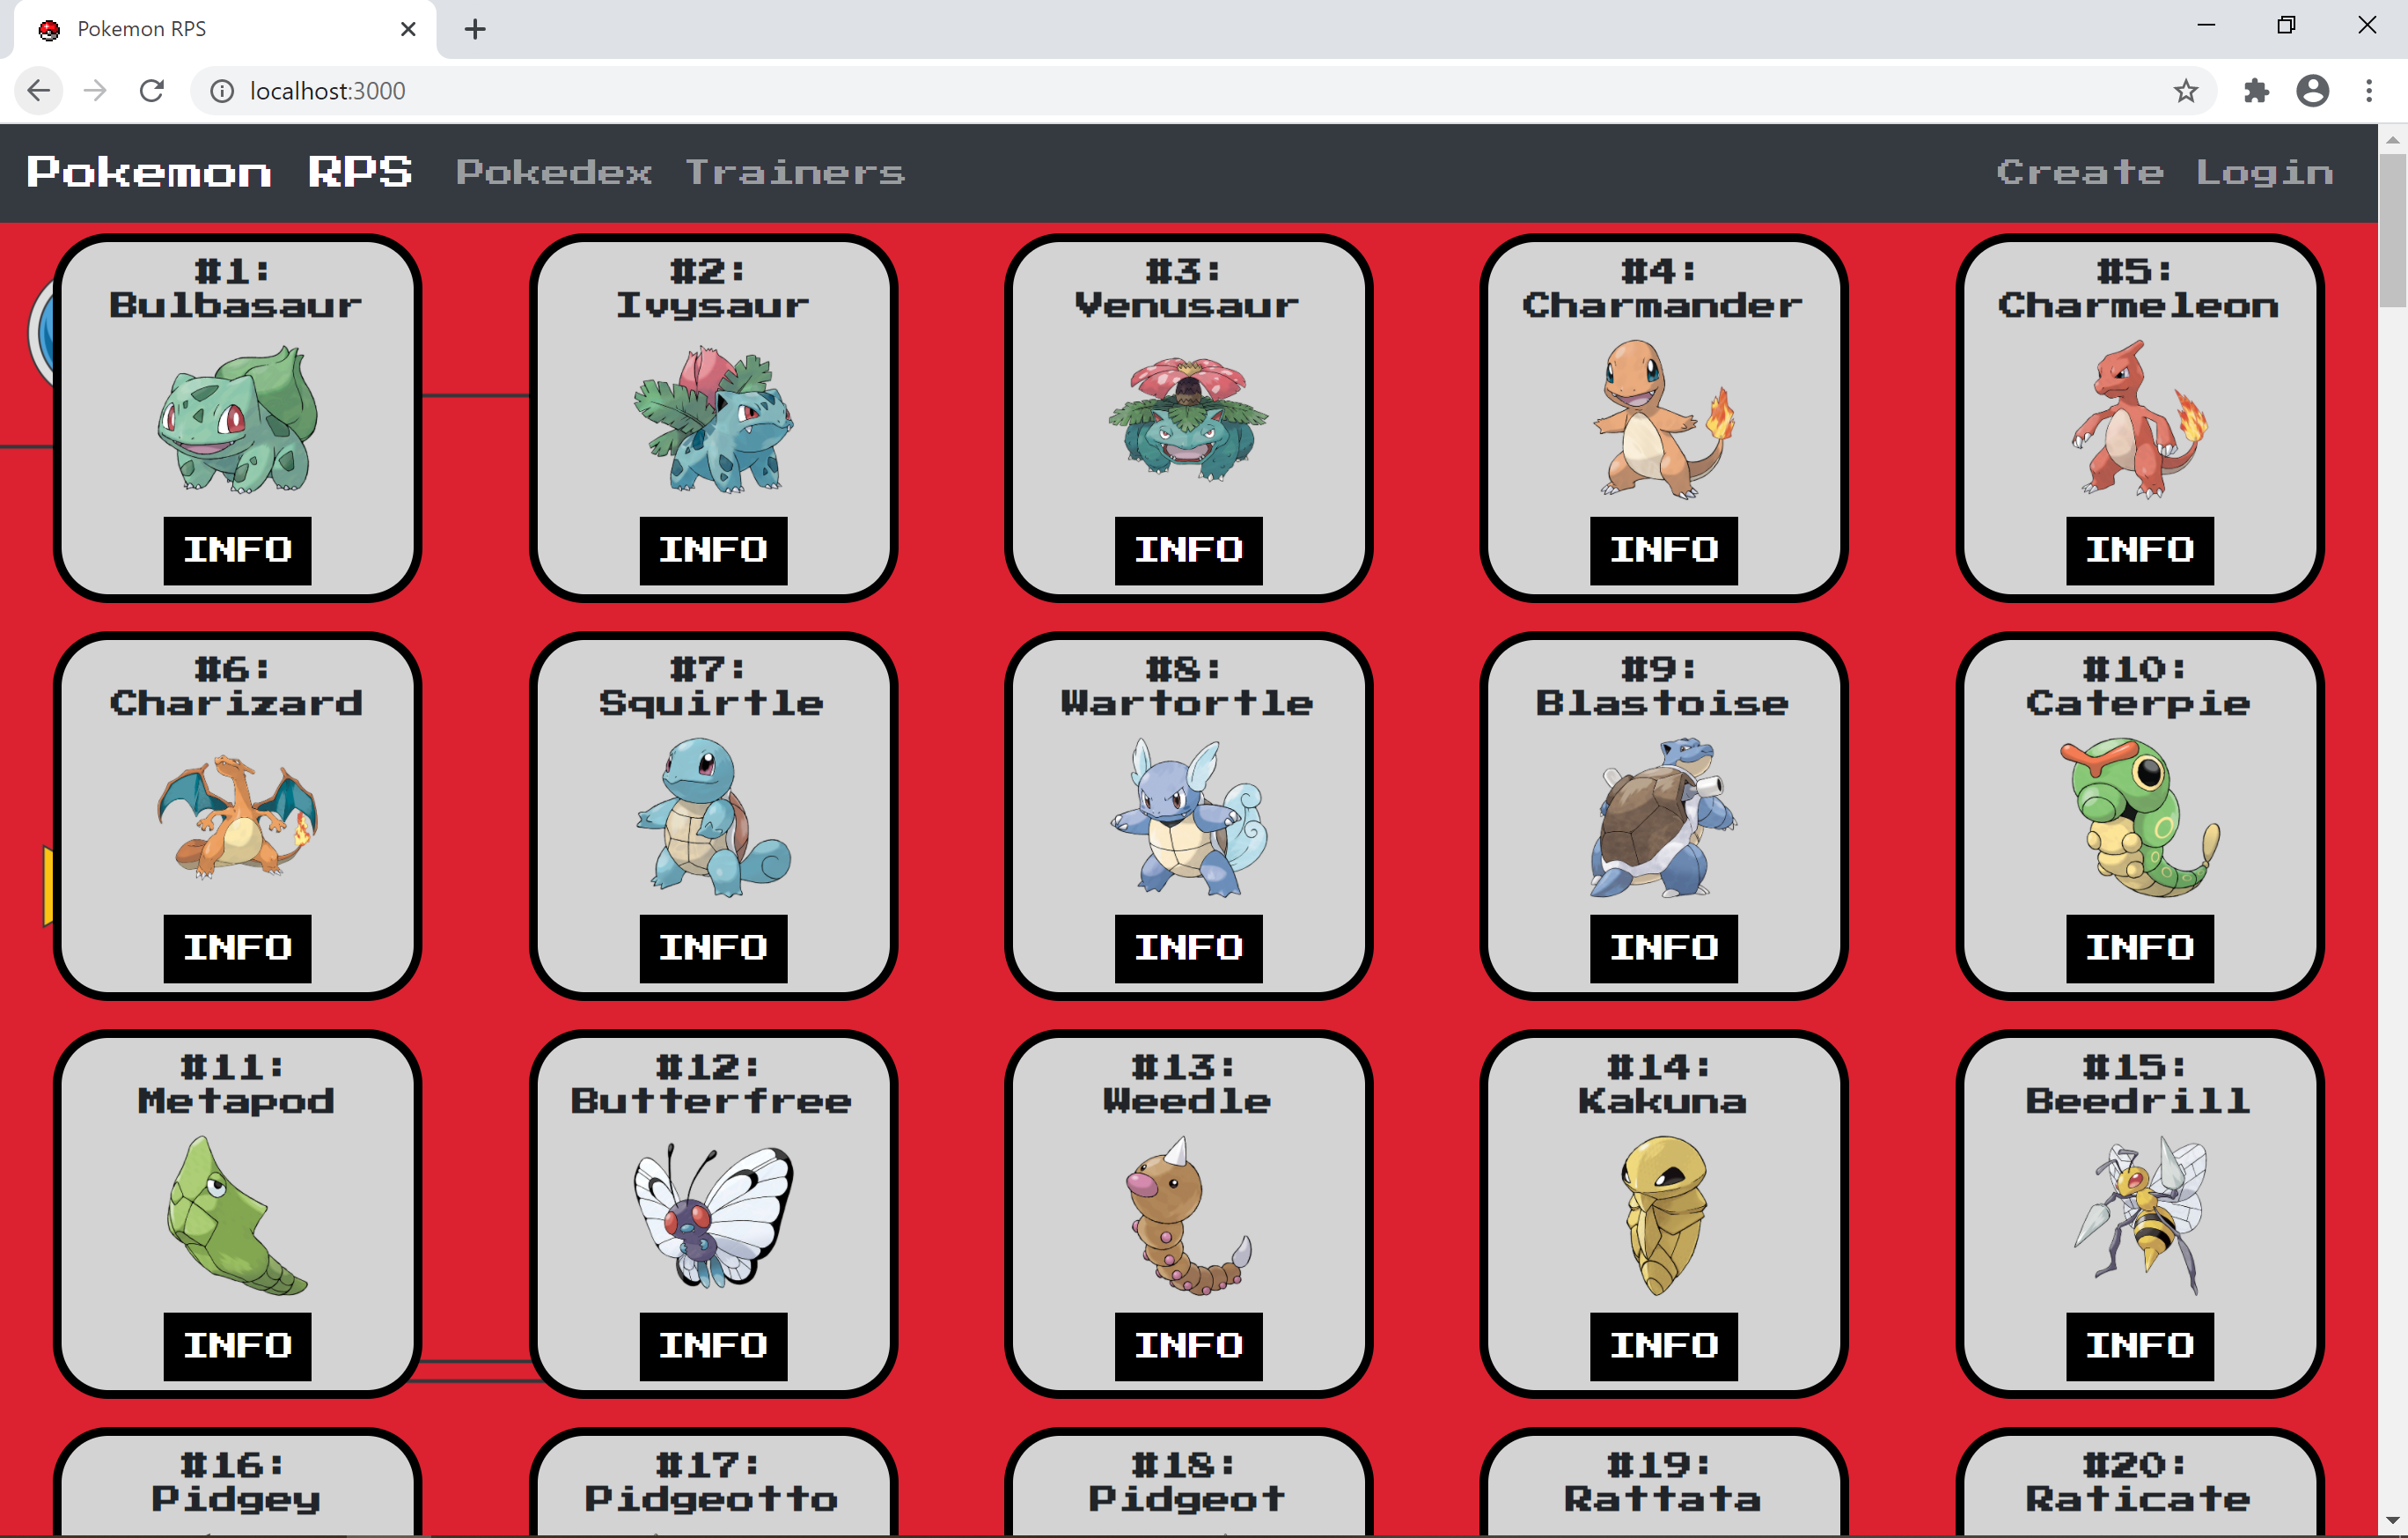 Pokemon RPS
localhost:3000
Pokemon RPS Pokedex Trainers Create Login
#1:
Bulbasaur
INFO
#2:
Ivysaur
INFO
#3:
Venusaur
INFO
#4:
Charmander
INFO
#5:
Charmeleon
INFO
#6:
Charizard
INFO
#7:
Squirtle
INFO
#8:
Wartortle
INFO
#9:
Blastoise
INFO
#10:
Caterpie
INFO
#11:
Metapod
INFO
#12:
Butterfree
INFO
#13:
Weedle
INFO
#14:
Kakuna
INFO
#15:
Beedrill
INFO
#16:
Pidgey
#17:
Pidgeotto
#18:
Pidgeot
#19:
Rattata
#20:
Raticate